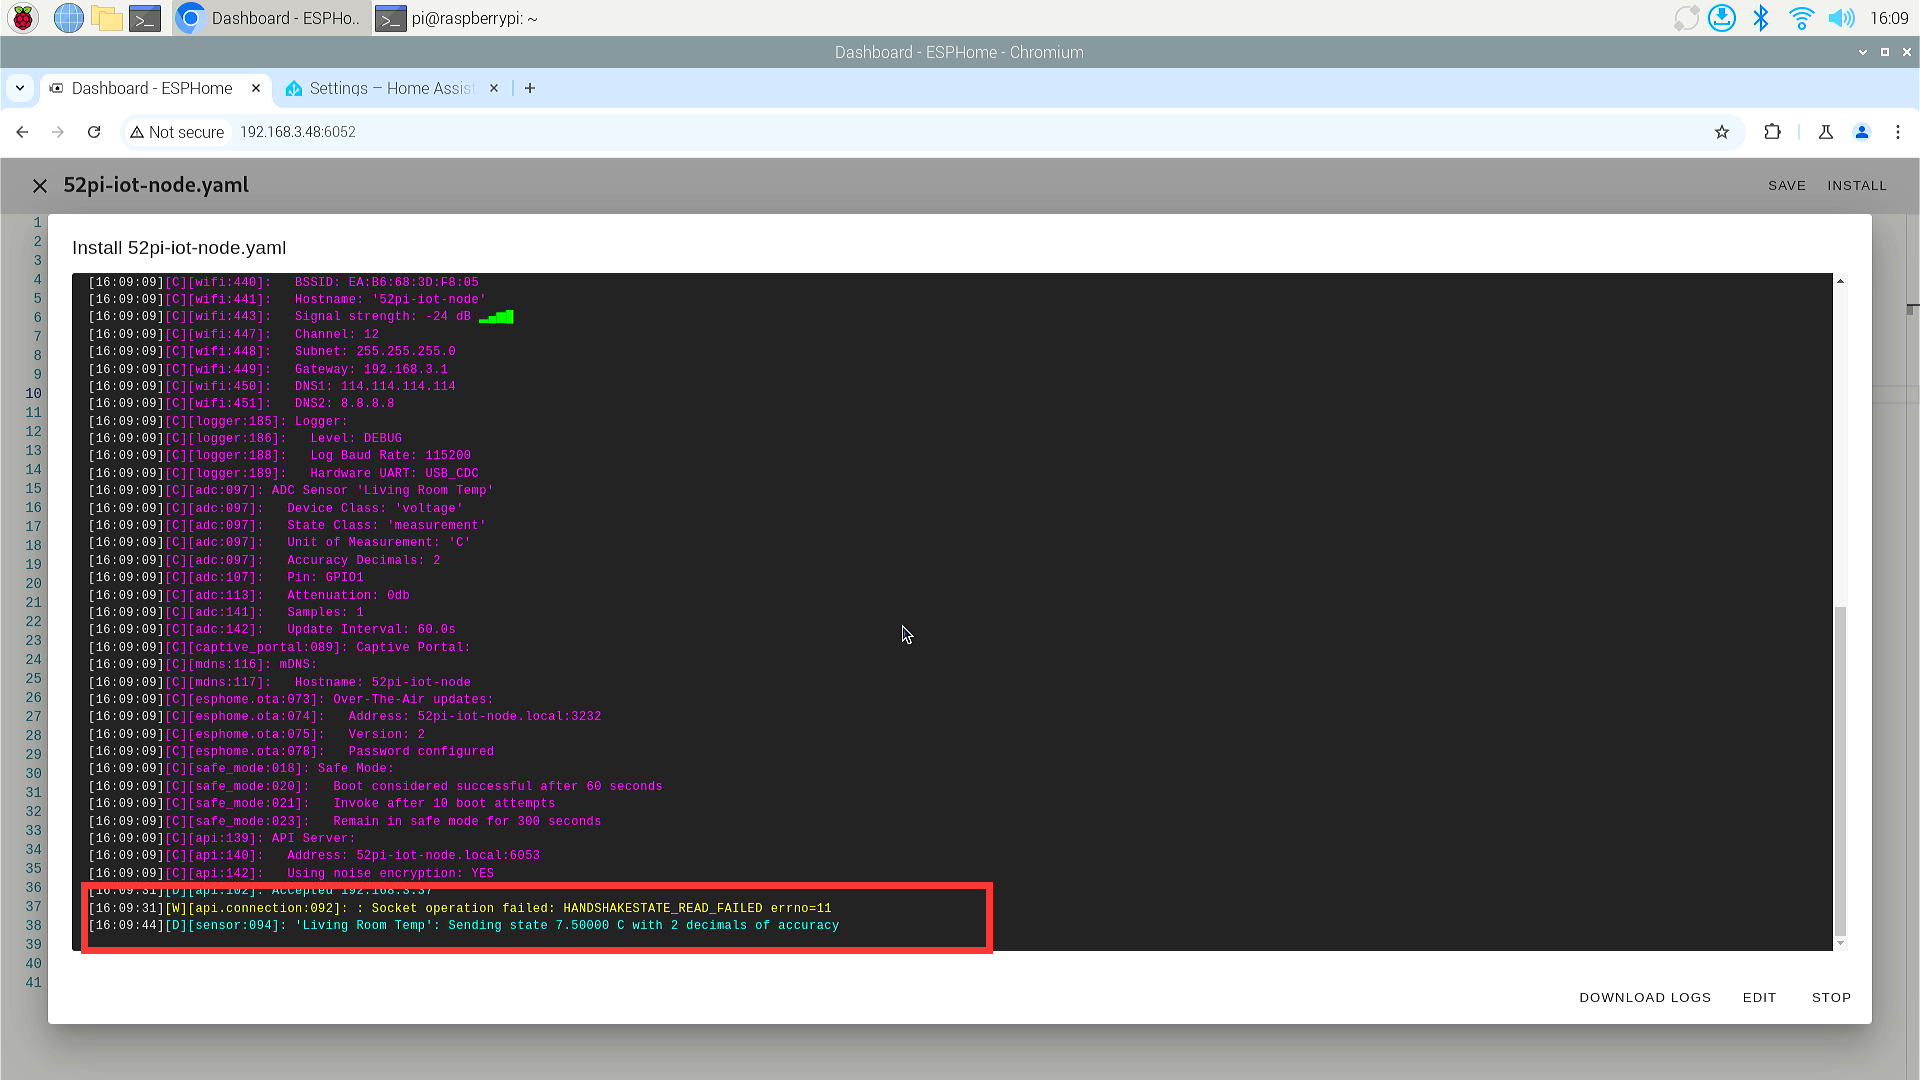 Dashboard - ESPHo..
pi@raspberrypi: ~
16:09
Dashboard - ESPHome - Chromium
Dashboard - ESPHome
Settings – Home Assis
Not secure
192.168.3.48:6052
52pi-iot-node.yaml
SAVE
INSTALL
Install 52pi-iot-node.yaml
[16:09:09][C][wifi:440]:   BSSID: EA:B6:68:3D:F8:05
[16:09:09][C][wifi:441]:   Hostname: '52pi-iot-node'
[16:09:09][C][wifi:443]:   Signal strength: -24 dB ▂▄▆█
[16:09:09][C][wifi:447]:   Channel: 12
[16:09:09][C][wifi:448]:   Subnet: 255.255.255.0
[16:09:09][C][wifi:449]:   Gateway: 192.168.3.1
[16:09:09][C][wifi:450]:   DNS1: 114.114.114.114
[16:09:09][C][wifi:451]:   DNS2: 8.8.8.8
[16:09:09][C][logger:185]: Logger:
[16:09:09][C][logger:186]:   Level: DEBUG
[16:09:09][C][logger:188]:   Log Baud Rate: 115200
[16:09:09][C][logger:189]:   Hardware UART: USB_CDC
[16:09:09][C][adc:097]: ADC Sensor 'Living Room Temp'
[16:09:09][C][adc:097]:   Device Class: 'voltage'
[16:09:09][C][adc:097]:   State Class: 'measurement'
[16:09:09][C][adc:097]:   Unit of Measurement: 'C'
[16:09:09][C][adc:097]:   Accuracy Decimals: 2
[16:09:09][C][adc:107]:   Pin: GPIO1
[16:09:09][C][adc:113]:   Attenuation: 0db
[16:09:09][C][adc:141]:   Samples: 1
[16:09:09][C][adc:142]:   Update Interval: 60.0s
[16:09:09][C][captive_portal:089]: Captive Portal:
[16:09:09][C][mdns:116]: mDNS:
[16:09:09][C][mdns:117]:   Hostname: 52pi-iot-node
[16:09:09][C][esphome.ota:073]: Over-The-Air updates:
[16:09:09][C][esphome.ota:074]:   Address: 52pi-iot-node.local:3232
[16:09:09][C][esphome.ota:075]:   Version: 2
[16:09:09][C][esphome.ota:078]:   Password configured
[16:09:09][C][safe_mode:018]: Safe Mode:
[16:09:09][C][safe_mode:020]:   Boot considered successful after 60 seconds
[16:09:09][C][safe_mode:021]:   Invoke after 10 boot attempts
[16:09:09][C][safe_mode:023]:   Remain in safe mode for 300 seconds
[16:09:09][C][api:139]: API Server:
[16:09:09][C][api:140]:   Address: 52pi-iot-node.local:6053
[16:09:09][C][api:142]:   Using noise encryption: YES
[16:09:31][D][api:102]: Accepted 192.168.3.37
[16:09:31][W][api.connection:092]: : Socket operation failed: HANDSHAKESTATE_READ_FAILED errno=11
[16:09:44][D][sensor:094]: 'Living Room Temp': Sending state 7.50000 C with 2 decimals of accuracy
1
2
3
4
5
6
7
8
9
10
11
12
13
14
15
16
17
18
19
20
21
22
23
24
25
26
27
28
29
30
31
32
33
34
35
36
37
38
39
40
41
DOWNLOAD LOGS
EDIT
STOP